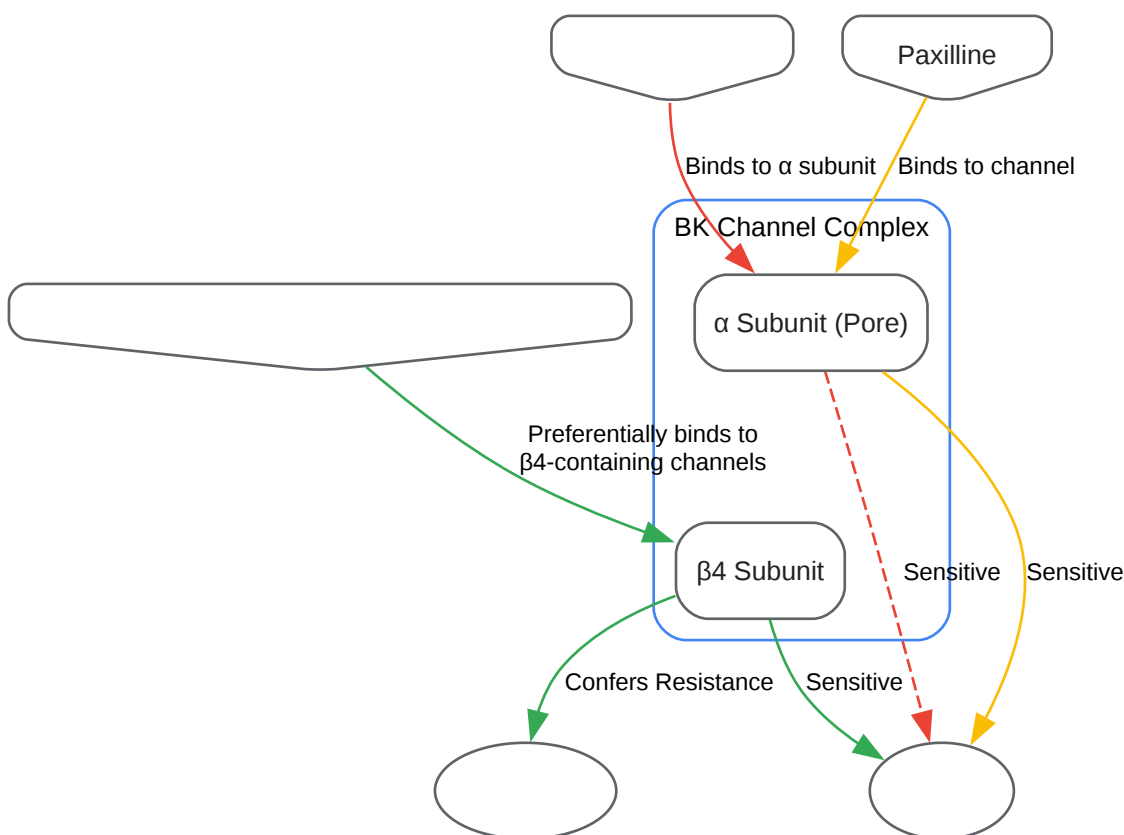 Paxilline
Binds to α subunit
Binds to channel
BK Channel Complex
α Subunit (Pore)
Preferentially binds to
β4-containing channels
β4 Subunit
Sensitive
Sensitive
Confers Resistance
Sensitive